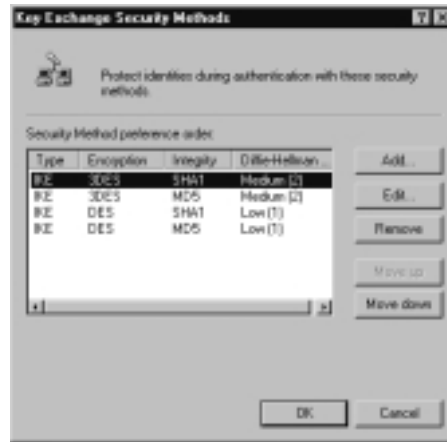 Key Exchange Security Methods
Protect identities during authentication with these security
methods.
Security Method preference order:
Type Encryption Integrity Diffie-Hellman ...
IKE 3DES SHA1 Medium (2)
IKE 3DES MD5 Medium (2)
IKE DES SHA1 Low (1)
IKE DES MD5 Low (1)
Add...
Edit...
Remove
Move up
Move down
OK
Cancel